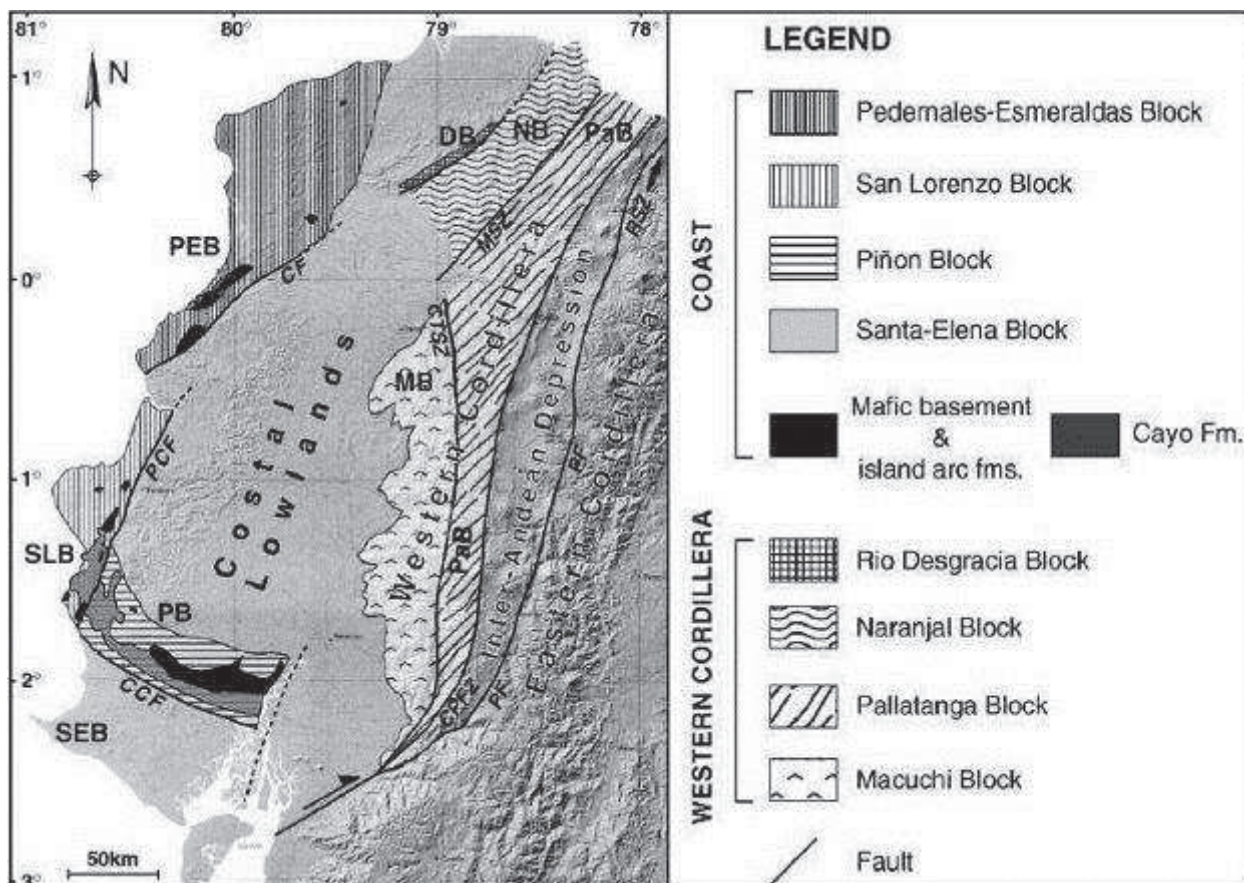 81°
80°
79°
78°
1°
0°
1°
2°
3°
N
DB
NB
PaB
PEB
CF
MSZ
RSZ
CTSZ
MB
PCF
SLB
PB
CCF
SEB
PaB
CPFZ
PF
PF
Costal
Lowlands
Western Cordillera
Inter-Andean Depression
Eastern Cordillera
50km
LEGEND
COAST
Pedernales-Esmeraldas Block
San Lorenzo Block
Piñon Block
Santa-Elena Block
Mafic basement
&
island arc fms.
Cayo Fm.
WESTERN CORDILLERA
Rio Desgracia Block
Naranjal Block
Pallatanga Block
Macuchi Block
Fault